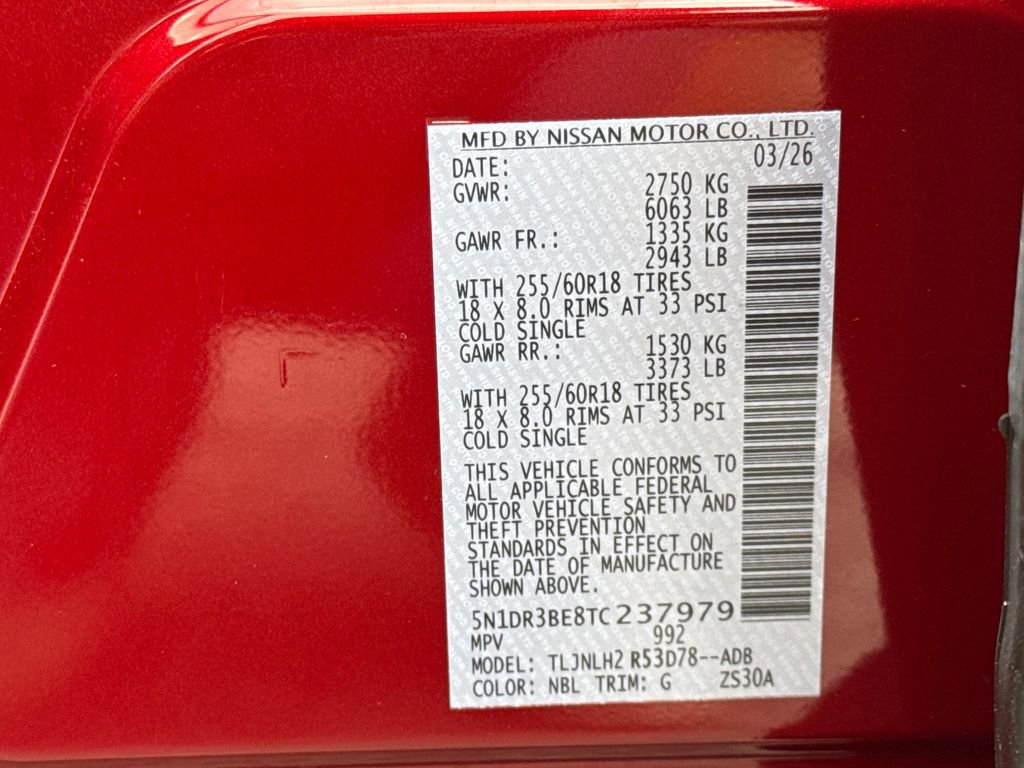 MFD BY NISSAN MOTOR CO., LTD.
DATE: 03/26
GVWR: 2750 KG
6063 LB
GAWR FR.: 1335 KG
2943 LB
WITH 255/60R18 TIRES
18 X 8.0 RIMS AT 33 PSI
COLD SINGLE
GAWR RR.: 1530 KG
3373 LB
WITH 255/60R18 TIRES
18 X 8.0 RIMS AT 33 PSI
COLD SINGLE
THIS VEHICLE CONFORMS TO
ALL APPLICABLE FEDERAL
MOTOR VEHICLE SAFETY AND
THEFT PREVENTION
STANDARDS IN EFFECT ON
THE DATE OF MANUFACTURE
SHOWN ABOVE.
5N1DR3BE8TC237979
MPV 992
MODEL: TLJNLH2 R53D78--ADB
COLOR: NBL TRIM: G ZS30A